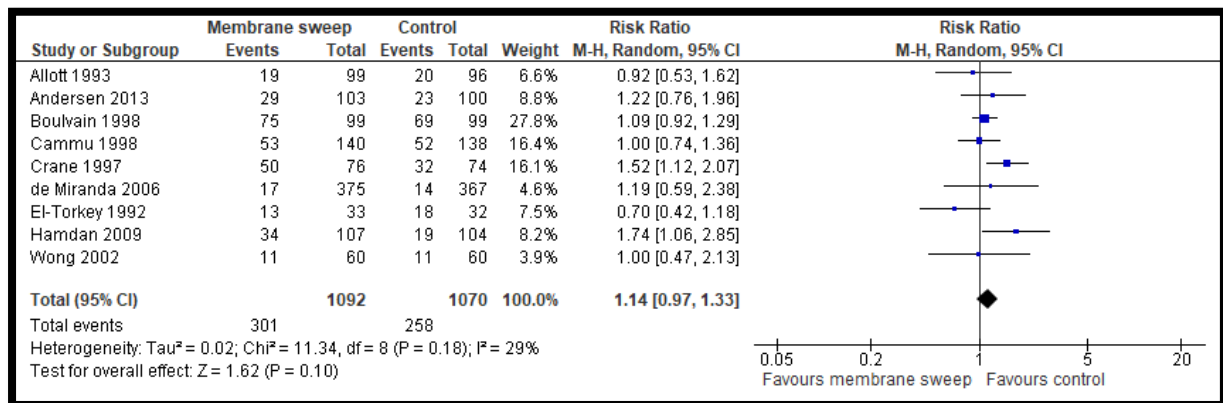 Membrane sweep Control Risk Ratio Risk Ratio
Study or Subgroup Events Total Events Total Weight M-H, Random, 95% CI M-H, Random, 95% CI
Allott 1993 19 99 20 96 6.6% 0.92 [0.53, 1.62]
Andersen 2013 29 103 23 100 8.8% 1.22 [0.76, 1.96]
Boulvain 1998 75 99 69 99 27.8% 1.09 [0.92, 1.29]
Cammu 1998 53 140 52 138 16.4% 1.00 [0.74, 1.36]
Crane 1997 50 76 32 74 16.1% 1.52 [1.12, 2.07]
de Miranda 2006 17 375 14 367 4.6% 1.19 [0.59, 2.38]
El-Torkey 1992 13 33 18 32 7.5% 0.70 [0.42, 1.18]
Hamdan 2009 34 107 19 104 8.2% 1.74 [1.06, 2.85]
Wong 2002 11 60 11 60 3.9% 1.00 [0.47, 2.13]
Total (95% CI) 1092 1070 100.0% 1.14 [0.97, 1.33]
Total events 301 258
Heterogeneity: Tau² = 0.02; Chi² = 11.34, df = 8 (P = 0.18); I² = 29%
Test for overall effect: Z = 1.62 (P = 0.10)
0.05 0.2 1 5 20
Favours membrane sweep Favours control